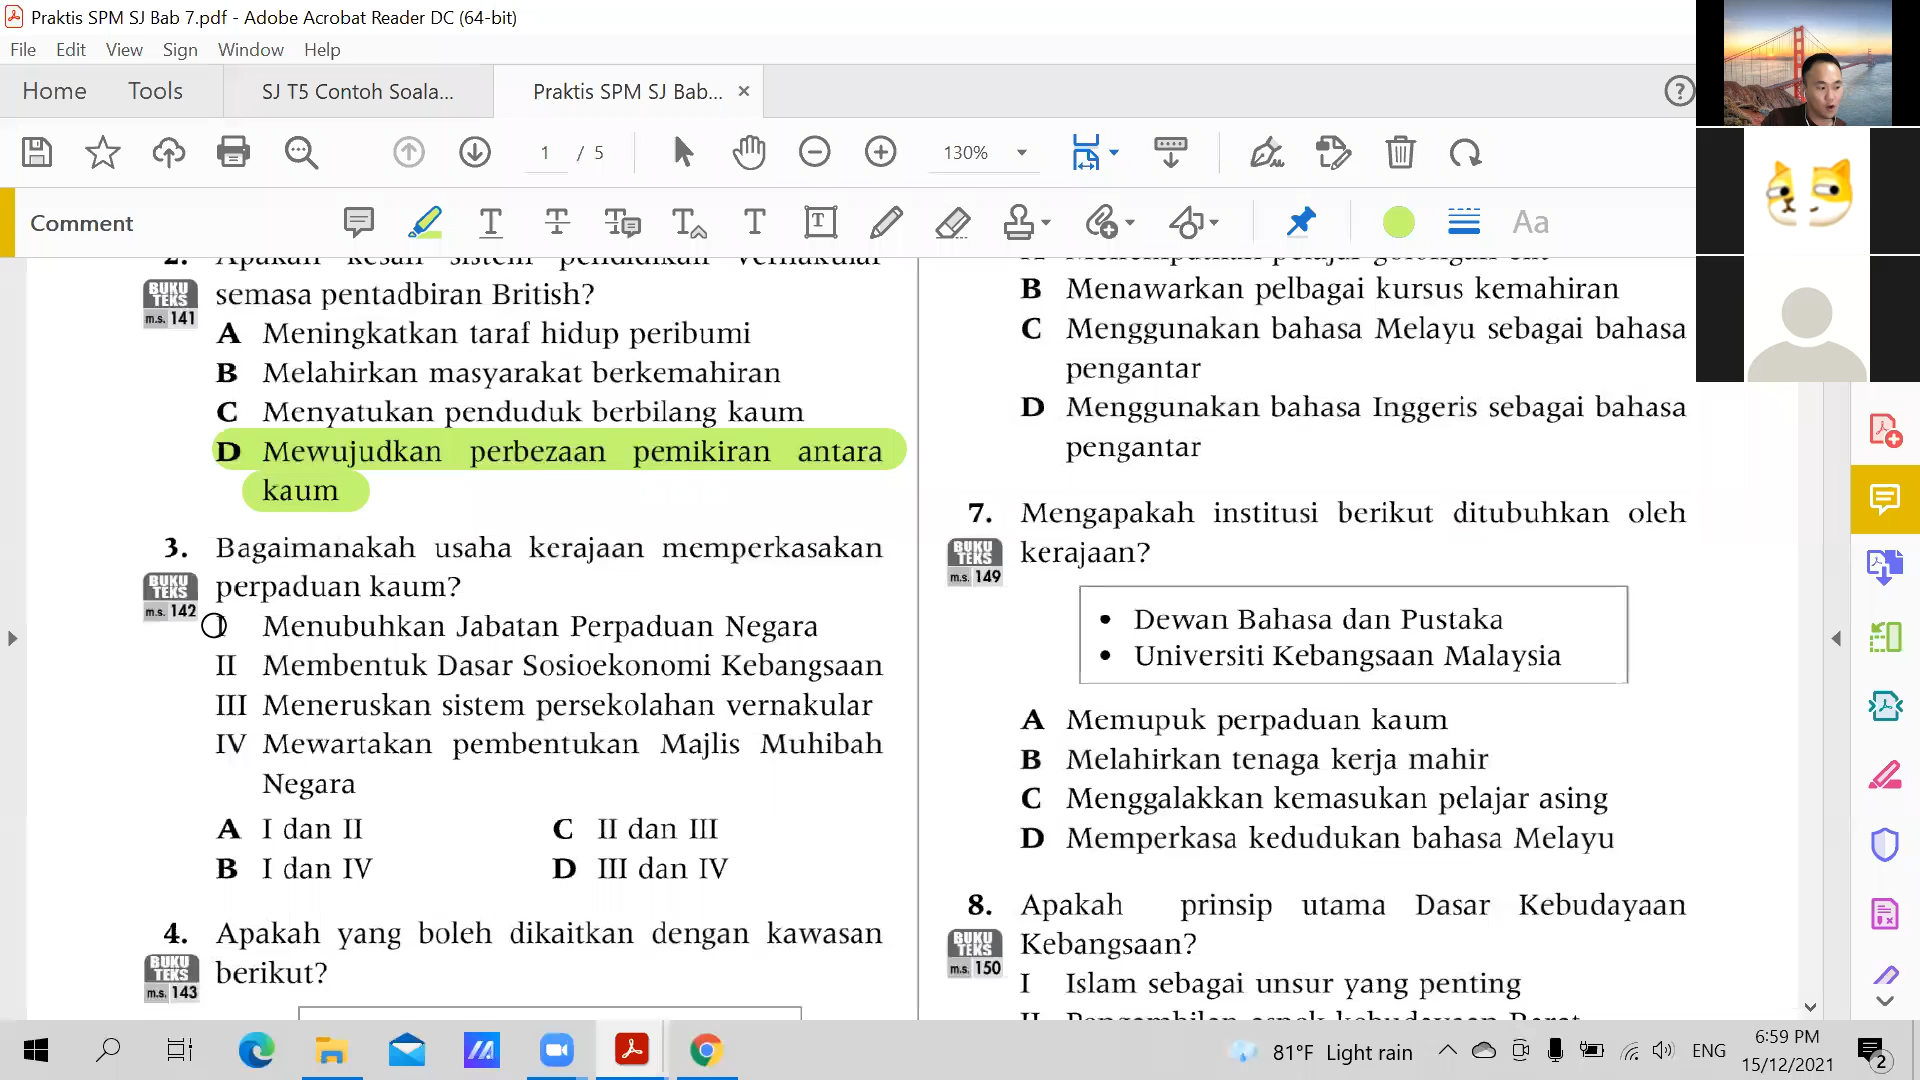 Praktis SPM SJ Bab 7.pdf - Adobe Acrobat Reader DC (64-bit)
File Edit View Sign Window Help
Home Tools SJ T5 Contoh Soala... Praktis SPM SJ Bab... ×
1 / 5 130%
Comment Aa
2. Apakah kesan sistem pendidikan vernakular
semasa pentadbiran British?
BUKU
TEKS
m.s. 141
A Meningkatkan taraf hidup peribumi
B Melahirkan masyarakat berkemahiran
C Menyatukan penduduk berbilang kaum
D Mewujudkan perbezaan pemikiran antara
kaum
3. Bagaimanakah usaha kerajaan memperkasakan
perpaduan kaum?
BUKU
TEKS
m.s. 142
I Menubuhkan Jabatan Perpaduan Negara
II Membentuk Dasar Sosioekonomi Kebangsaan
III Meneruskan sistem persekolahan vernakular
IV Mewartakan pembentukan Majlis Muhibah
Negara
A I dan II C II dan III
B I dan IV D III dan IV
4. Apakah yang boleh dikaitkan dengan kawasan
berikut?
BUKU
TEKS
m.s. 143
B Menawarkan pelbagai kursus kemahiran
C Menggunakan bahasa Melayu sebagai bahasa
pengantar
D Menggunakan bahasa Inggeris sebagai bahasa
pengantar
7. Mengapakah institusi berikut ditubuhkan oleh
kerajaan?
BUKU
TEKS
m.s. 149
• Dewan Bahasa dan Pustaka
• Universiti Kebangsaan Malaysia
A Memupuk perpaduan kaum
B Melahirkan tenaga kerja mahir
C Menggalakkan kemasukan pelajar asing
D Memperkasa kedudukan bahasa Melayu
8. Apakah prinsip utama Dasar Kebudayaan
Kebangsaan?
BUKU
TEKS
m.s. 150
I Islam sebagai unsur yang penting
81°F Light rain ENG 6:59 PM
15/12/2021 2